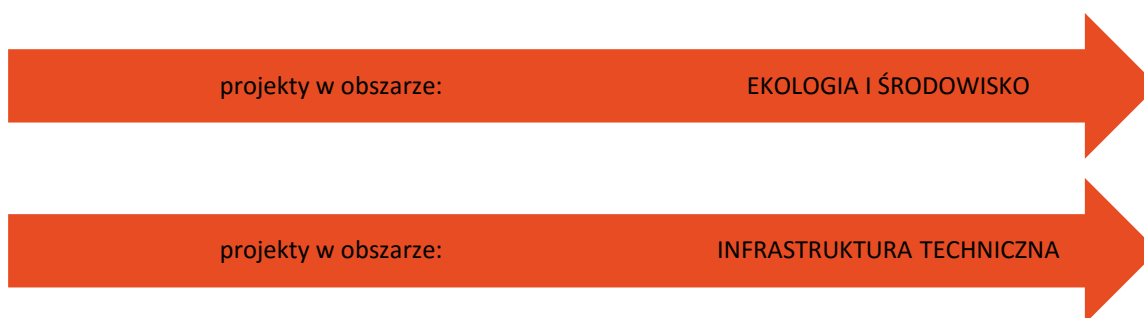 projekty w obszarze: EKOLOGIA I ŚRODOWISKO
projekty w obszarze: INFRASTRUKTURA TECHNICZNA